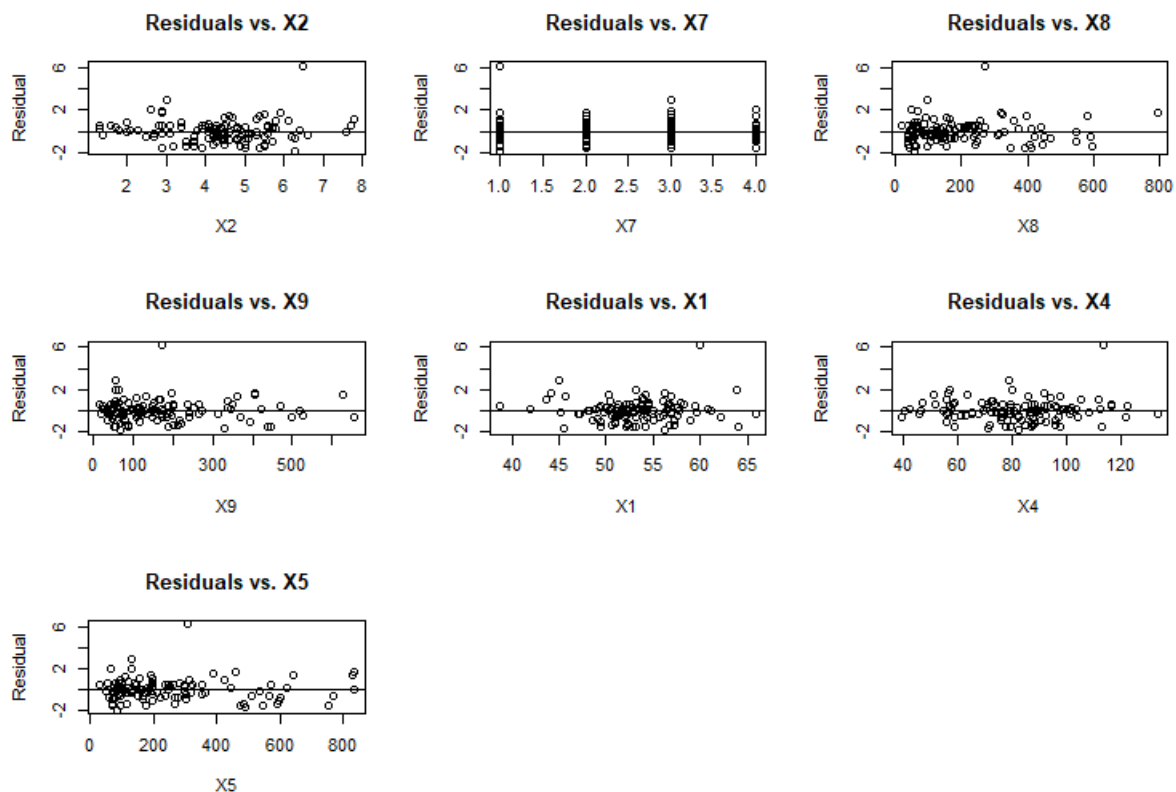 Residuals vs. X2
Residual
6
2
-2
2 3 4 5 6 7 8
X2
Residuals vs. X7
Residual
6
2
-2
1.0 1.5 2.0 2.5 3.0 3.5 4.0
X7
Residuals vs. X8
Residual
6
2
-2
0 200 400 600 800
X8
Residuals vs. X9
Residual
6
2
-2
0 100 300 500
X9
Residuals vs. X1
Residual
6
2
-2
40 45 50 55 60 65
X1
Residuals vs. X4
Residual
6
2
-2
40 60 80 100 120
X4
Residuals vs. X5
Residual
6
2
-2
0 200 400 600 800
X5